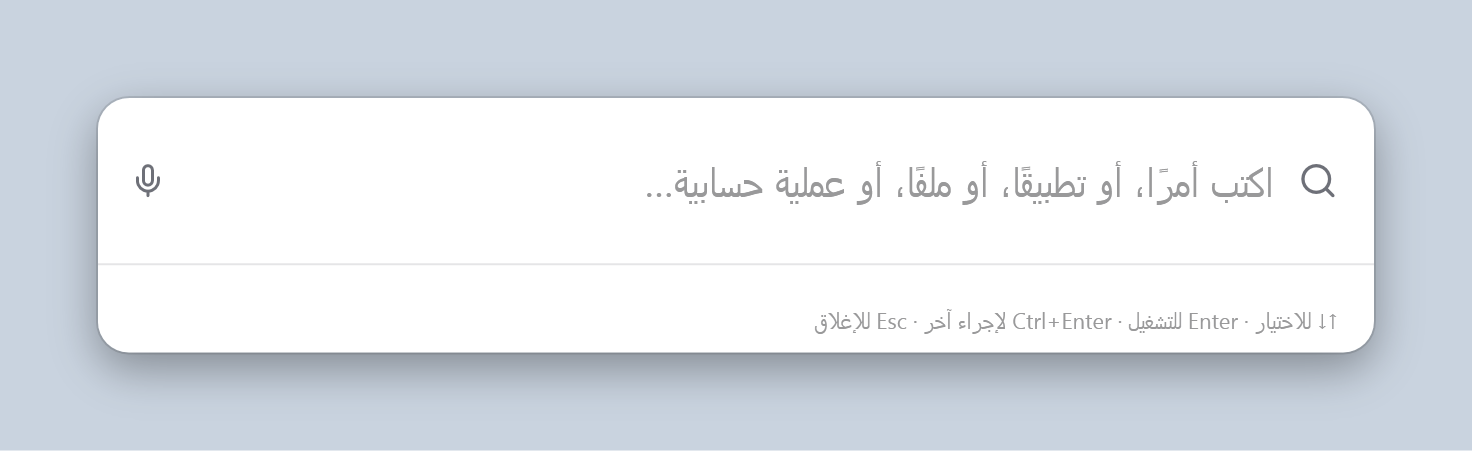 اكتب أمرًا، أو تطبيقًا، أو ملفًا، أو عملية حسابية...
↑↓ للاختيار · Enter للتشغيل · Ctrl+Enter لإجراء آخر · Esc للإغلاق